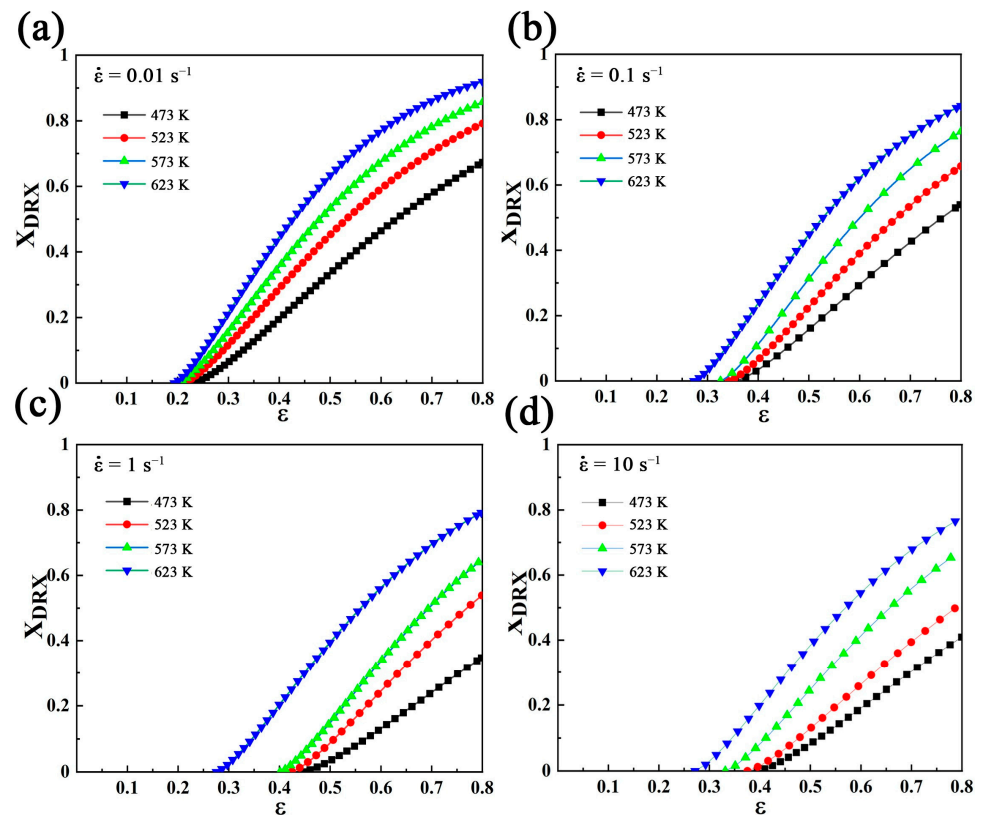 (a)
ε̇ = 0.01 s⁻¹
473 K
523 K
573 K
623 K
X_DRX
1
0.8
0.6
0.4
0.2
0
0.1 0.2 0.3 0.4 0.5 0.6 0.7 0.8
ε
(b)
ε̇ = 0.1 s⁻¹
473 K
523 K
573 K
623 K
X_DRX
1
0.8
0.6
0.4
0.2
0
0.1 0.2 0.3 0.4 0.5 0.6 0.7 0.8
ε
(c)
ε̇ = 1 s⁻¹
473 K
523 K
573 K
623 K
X_DRX
1
0.8
0.6
0.4
0.2
0
0.1 0.2 0.3 0.4 0.5 0.6 0.7 0.8
ε
(d)
ε̇ = 10 s⁻¹
473 K
523 K
573 K
623 K
X_DRX
1
0.8
0.6
0.4
0.2
0
0.1 0.2 0.3 0.4 0.5 0.6 0.7 0.8
ε